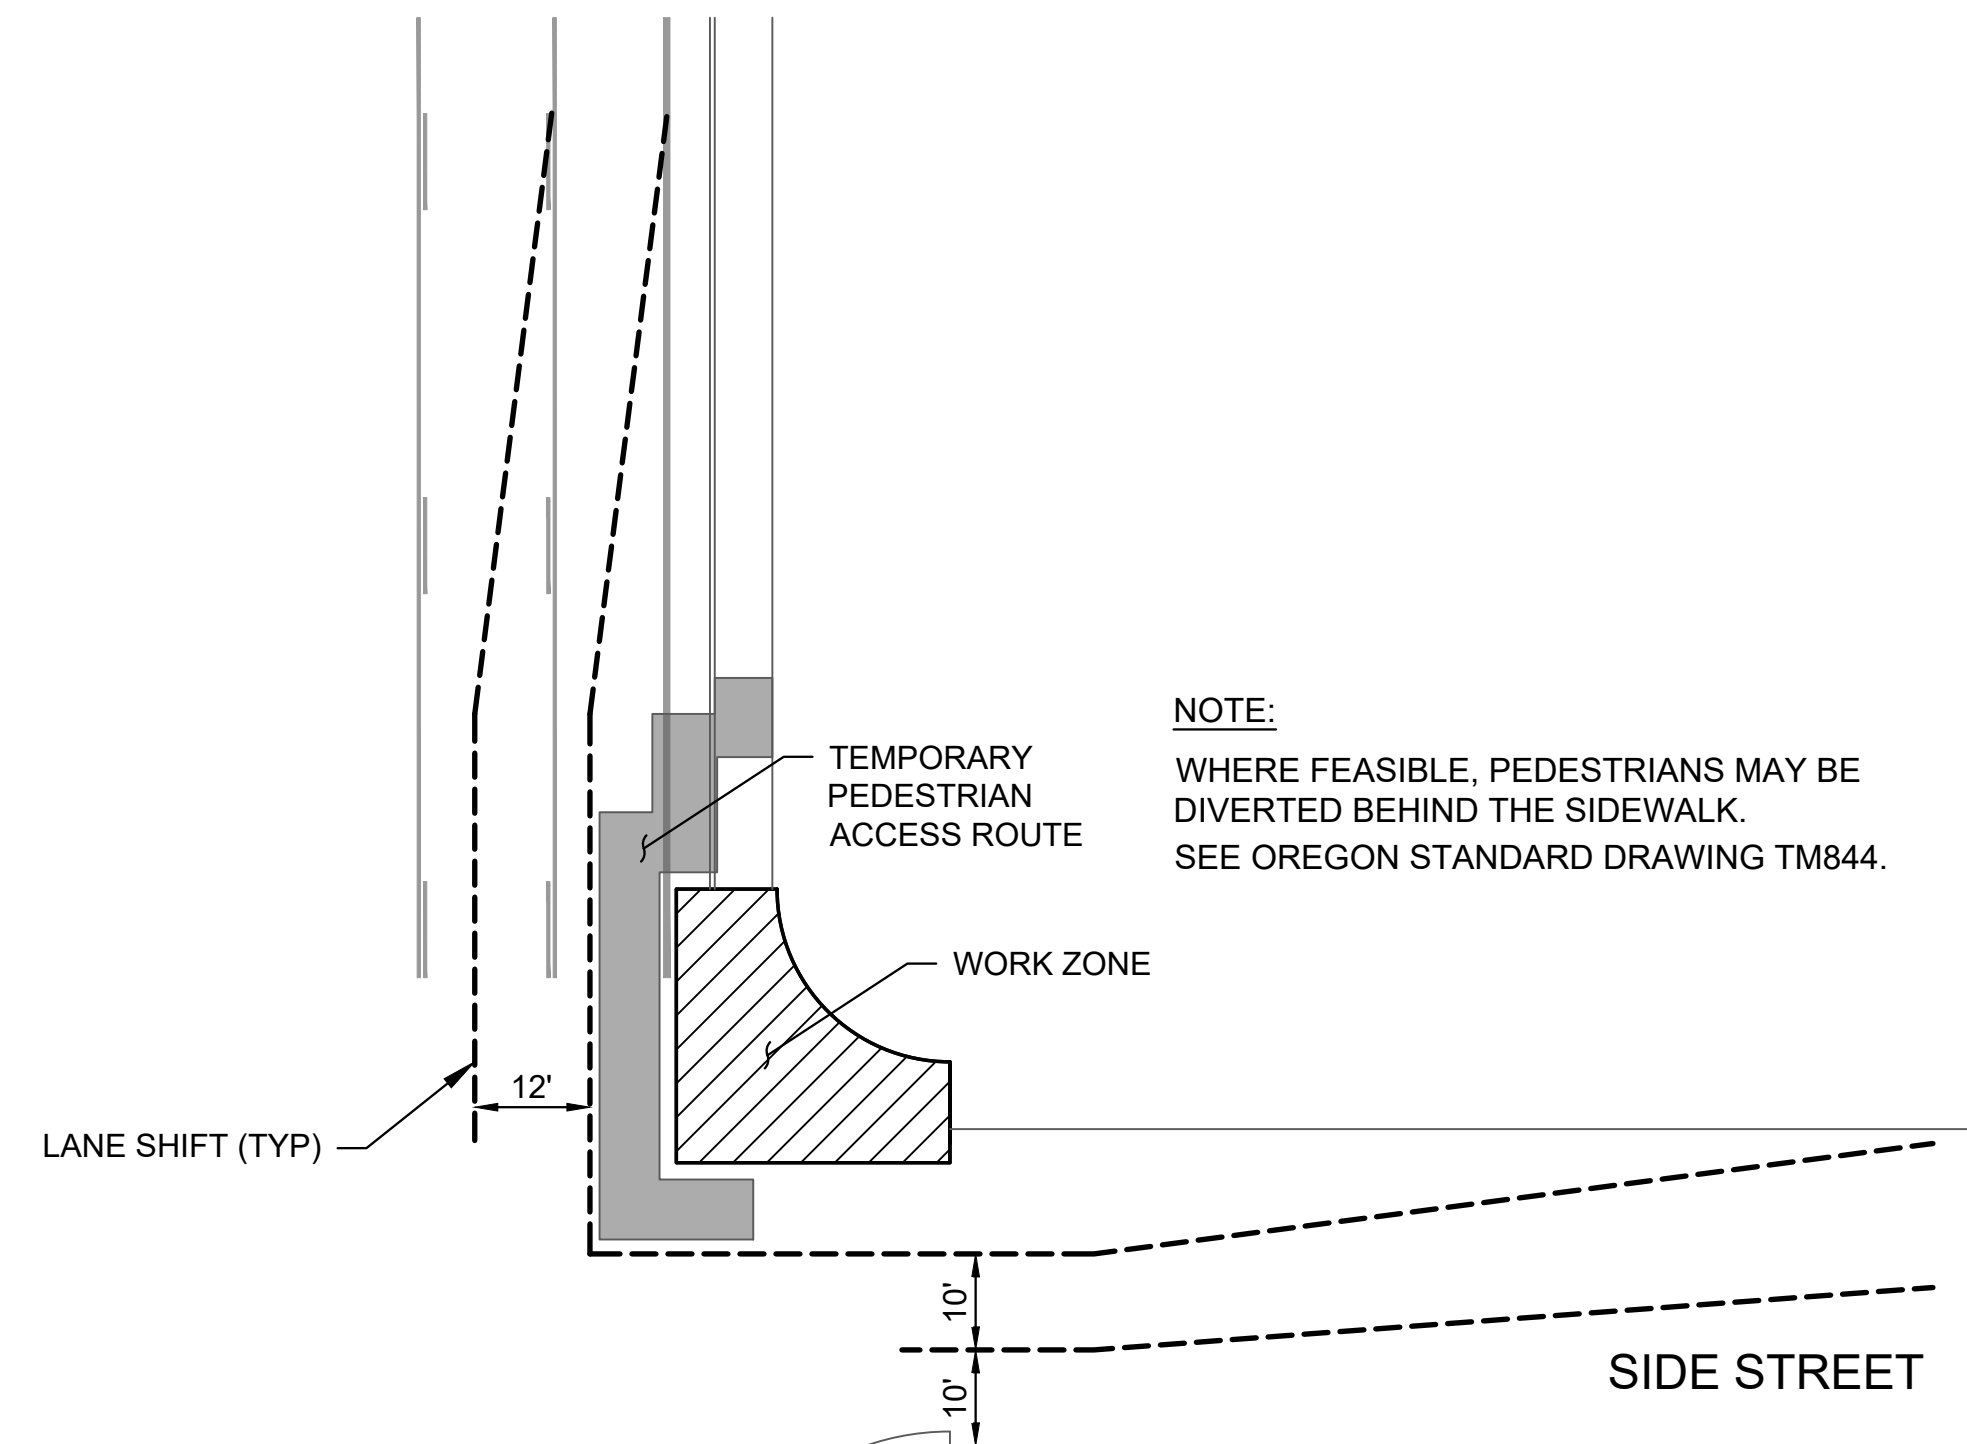 TEMPORARY
PEDESTRIAN
ACCESS ROUTE
NOTE:
WHERE FEASIBLE, PEDESTRIANS MAY BE
DIVERTED BEHIND THE SIDEWALK.
SEE OREGON STANDARD DRAWING TM844.
WORK ZONE
12'
LANE SHIFT (TYP)
10'
10'
SIDE STREET